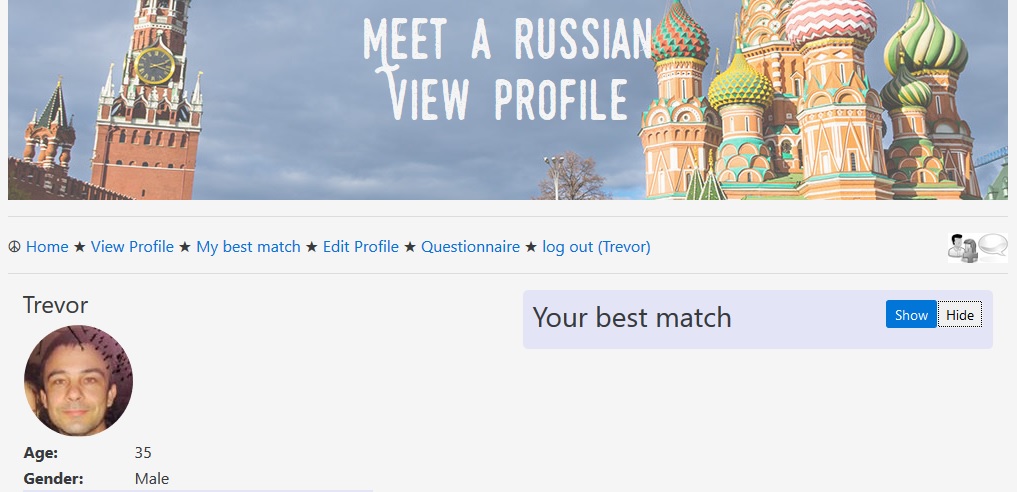 MEET A RUSSIAN
VIEW PROFILE
☮ Home ★ View Profile ★ My best match ★ Edit Profile ★ Questionnaire ★ log out (Trevor)
Trevor
Your best match
Show Hide
Age: 35
Gender: Male